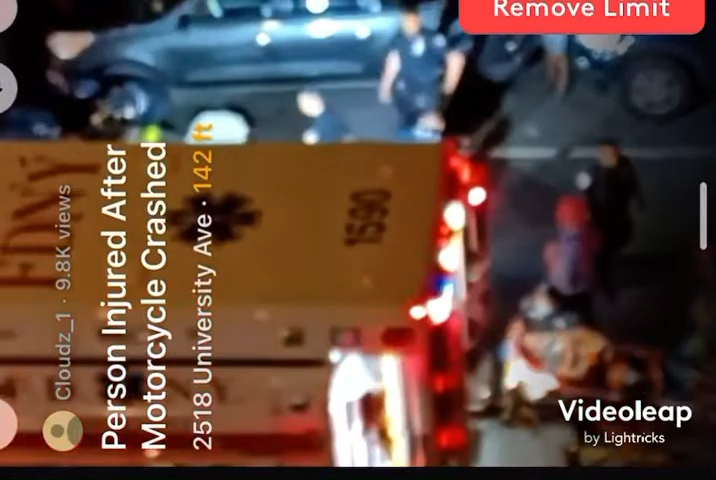 Remove Limit
FDNY
1590
Cloudz_1 · 9.8K views
Person Injured After
Motorcycle Crashed
2518 University Ave · 142 ft
Videoleap
by Lightricks